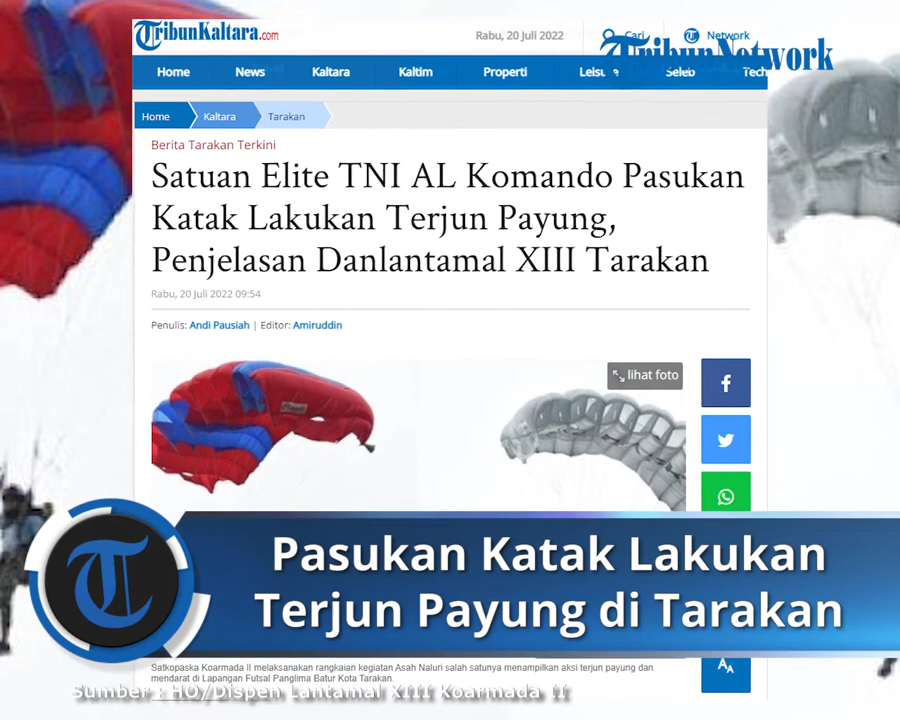 TribunKaltara.com
Rabu, 20 Juli 2022
Cari
Network
TribunNetwork
Home News Kaltara Kaltim Properti Leisure Seleb Tech
Home Kaltara Tarakan
Berita Tarakan Terkini
Satuan Elite TNI AL Komando Pasukan
Katak Lakukan Terjun Payung,
Penjelasan Danlantamal XIII Tarakan
Rabu, 20 Juli 2022 09:54
Penulis: Andi Pausiah | Editor: Amiruddin
lihat foto
Pasukan Katak Lakukan
Terjun Payung di Tarakan
Satkopaska Koarmada II melaksanakan rangkaian kegiatan Asah Naluri salah satunya menampilkan aksi terjun payung dan
mendarat di Lapangan Futsal Panglima Batur Kota Tarakan.
AA
Sumber : HO/Dispen Lantamal XIII Koarmada II